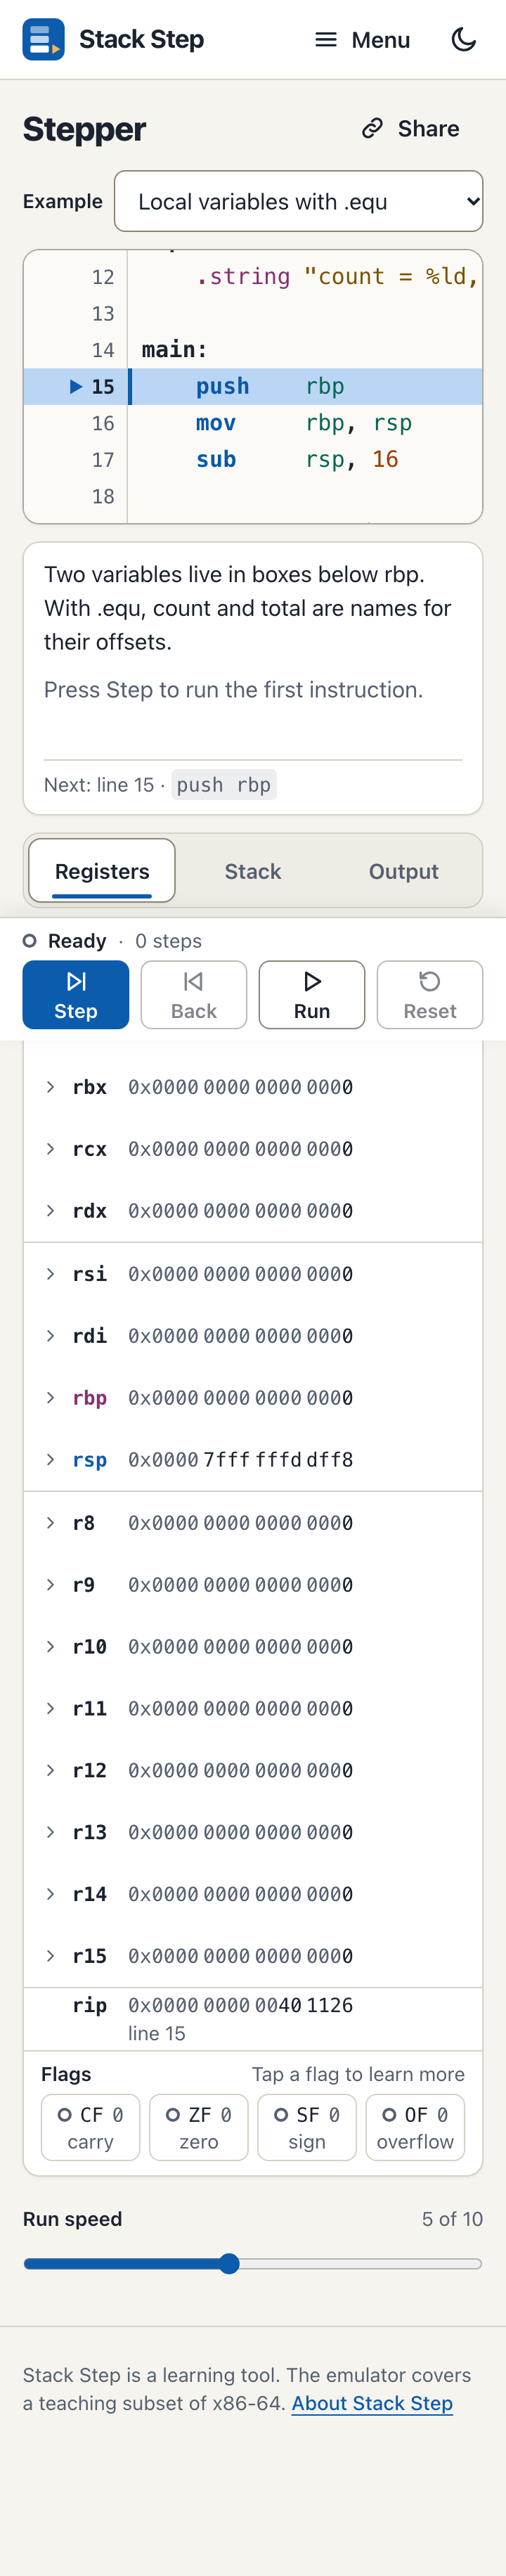 Stack Step
Menu
Stepper
Share
Example
Local variables with .equ
12 .string "count = %ld,
13
14 main:
15 push rbp
16 mov rbp, rsp
17 sub rsp, 16
18
Two variables live in boxes below rbp.
With .equ, count and total are names for
their offsets.
Press Step to run the first instruction.
Next: line 15 · push rbp
Registers Stack Output
Ready · 0 steps
Step Back Run Reset
rbx 0x0000 0000 0000 0000
rcx 0x0000 0000 0000 0000
rdx 0x0000 0000 0000 0000
rsi 0x0000 0000 0000 0000
rdi 0x0000 0000 0000 0000
rbp 0x0000 0000 0000 0000
rsp 0x0000 7fff fffd dff8
r8 0x0000 0000 0000 0000
r9 0x0000 0000 0000 0000
r10 0x0000 0000 0000 0000
r11 0x0000 0000 0000 0000
r12 0x0000 0000 0000 0000
r13 0x0000 0000 0000 0000
r14 0x0000 0000 0000 0000
r15 0x0000 0000 0000 0000
rip 0x0000 0000 0040 1126
line 15
Flags Tap a flag to learn more
CF 0 ZF 0 SF 0 OF 0
carry zero sign overflow
Run speed 5 of 10
Stack Step is a learning tool. The emulator covers
a teaching subset of x86-64. About Stack Step